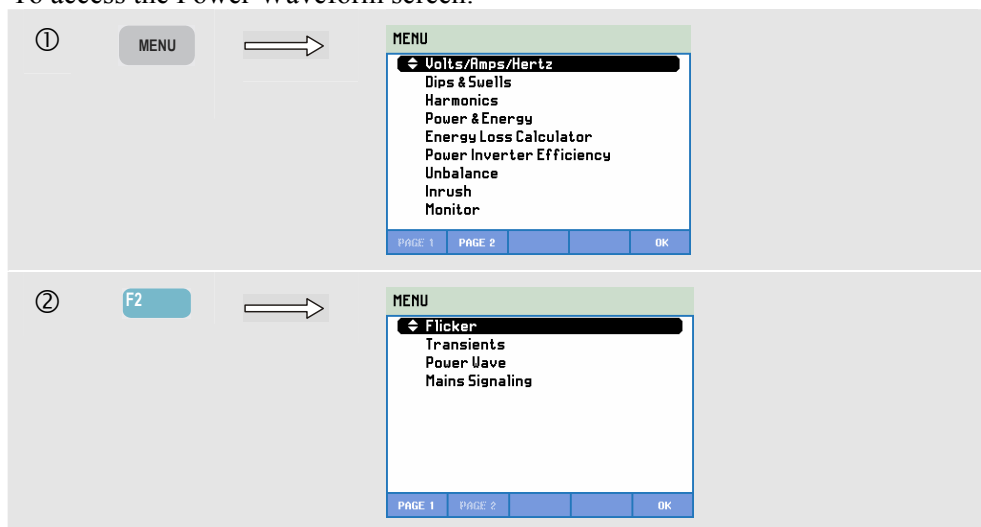 To access the Power Waveform screen:
① MENU
MENU
Volts/Amps/Hertz
Dips & Swells
Harmonics
Power & Energy
Energy Loss Calculator
Power Inverter Efficiency
Unbalance
Inrush
Monitor
PAGE 1 PAGE 2 OK
② F2
MENU
Flicker
Transients
Power Wave
Mains Signaling
PAGE 1 PAGE 2 OK